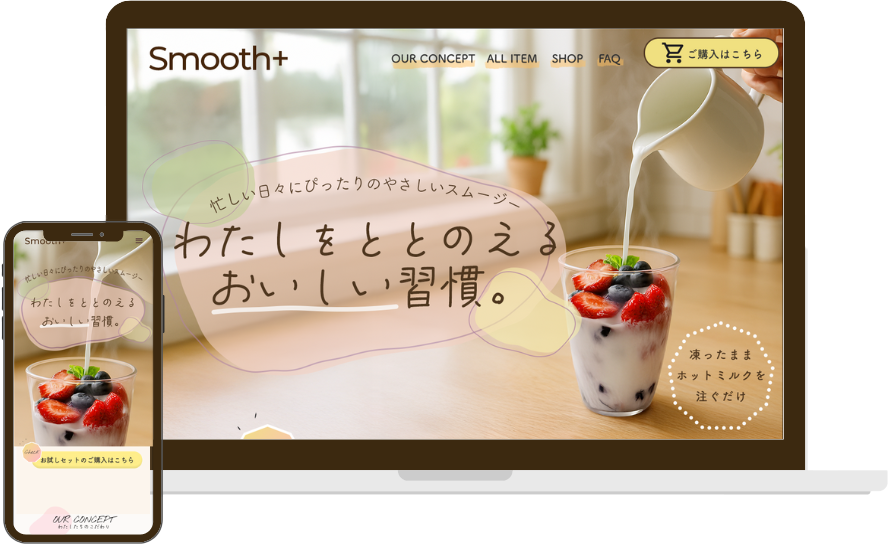 Smooth+
OUR CONCEPT ALL ITEM SHOP FAQ
ご購入はこちら
忙しい日々にぴったりのやさしいスムージー
わたしをととのえる
おいしい習慣。
凍ったまま
ホットミルクを
注ぐだけ
Smooth+
忙しい日々にぴったりのやさしいスムージー
わたしをととのえる
おいしい習慣。
お試しセットのご購入はこちら
OUR CONCEPT
わたしたちのこだわり